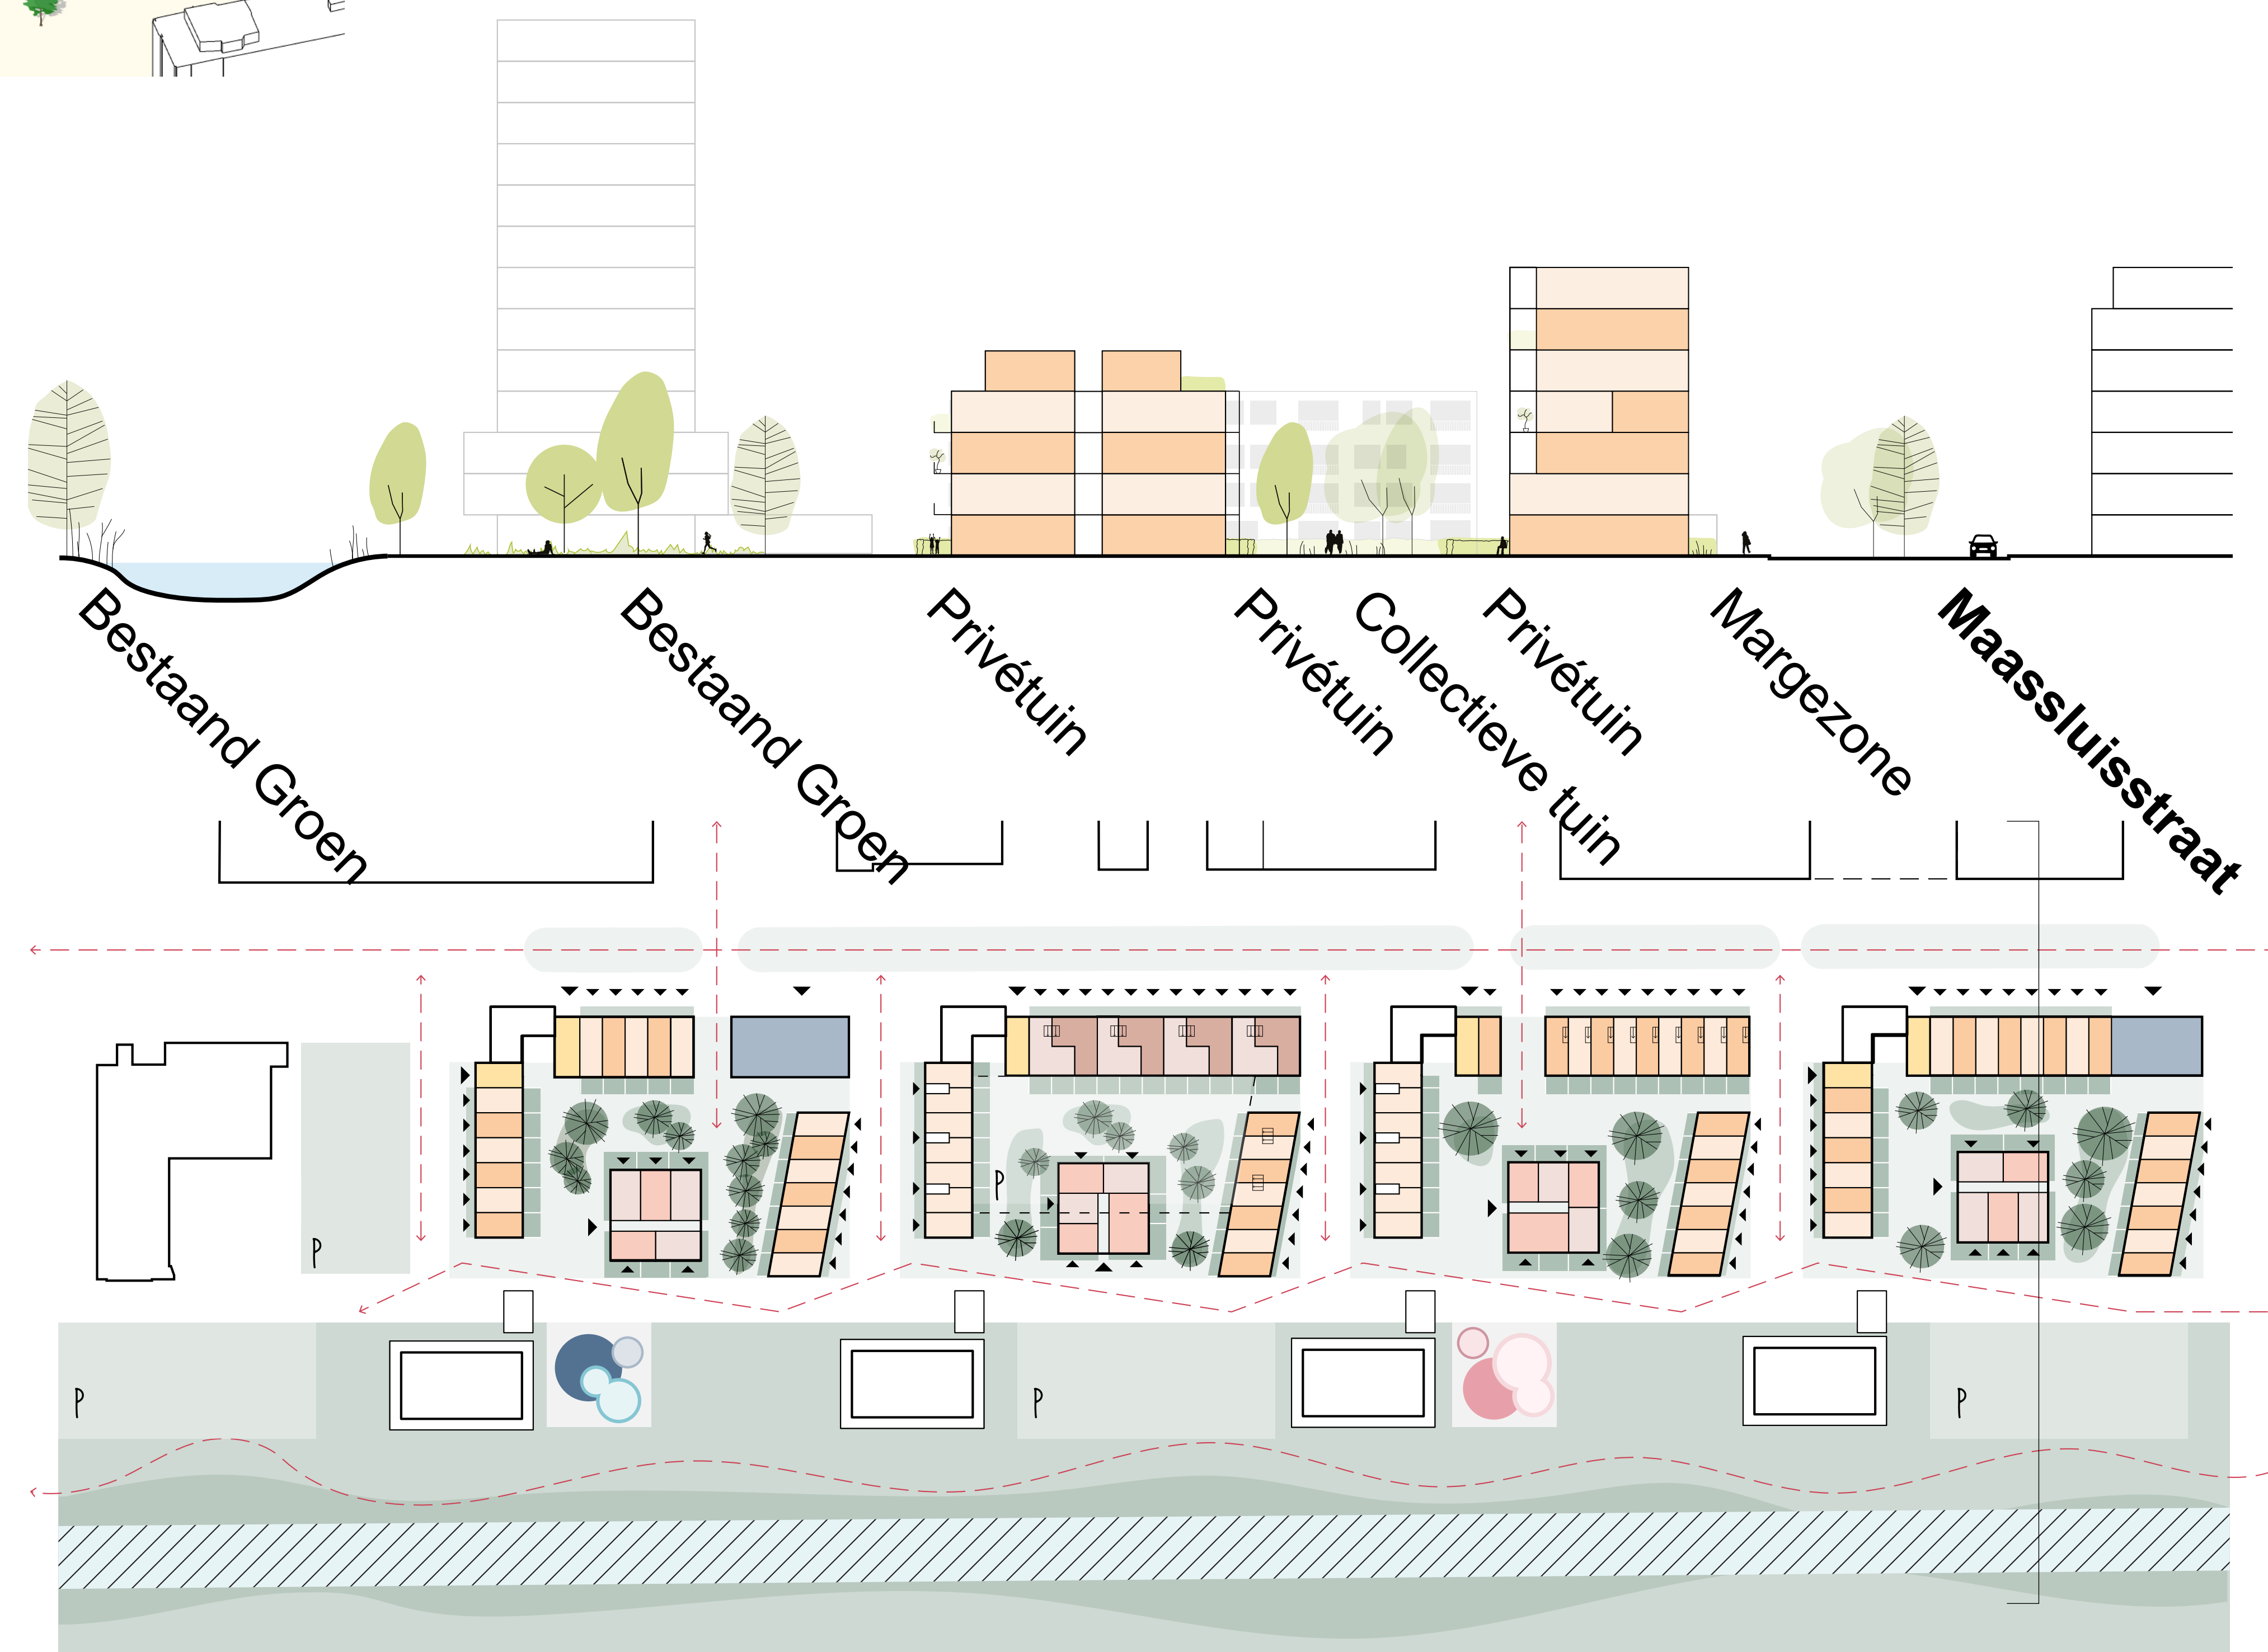 Bestaand Groen
Bestaand Groen
Privétuin
Privétuin
Collectieve tuin
Privétuin
Margezone
Maassluisstraat
P
P
P
P
P